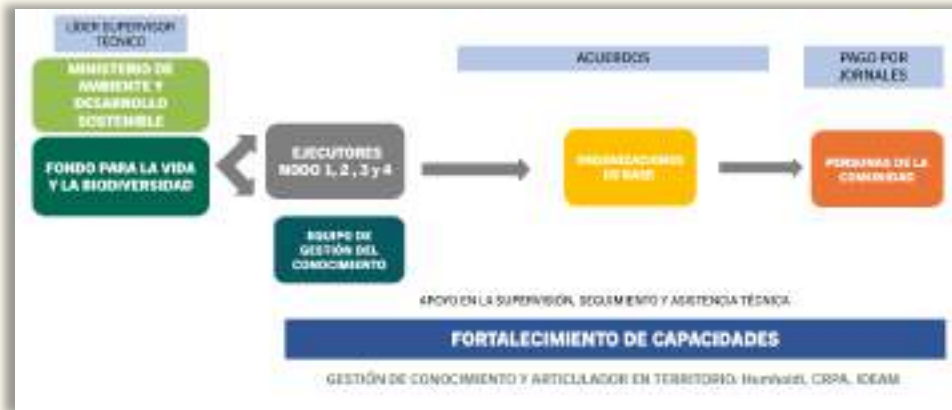 LÍDER SUPERVISOR
TÉCNICO
MINISTERIO DE
AMBIENTE Y
DESARROLLO
SOSTENIBLE
FONDO PARA LA VIDA
Y LA BIODIVERSIDAD
EJECUTORES
NODO 1, 2 , 3 y 4
EQUIPO DE
GESTIÓN DEL
CONOCIMIENTO
ACUERDOS
ORGANIZACIONES
DE BASE
PAGO POR
JORNALES
PERSONAS DE LA
COMUNIDAD
APOYO EN LA SUPERVISIÓN, SEGUIMIENTO Y ASISTENCIA TÉCNICA
FORTALECIMIENTO DE CAPACIDADES
GESTIÓN DE CONOCIMIENTO Y ARTICULADOR EN TERRITORIO: Humboldt, CRPA, IDEAM